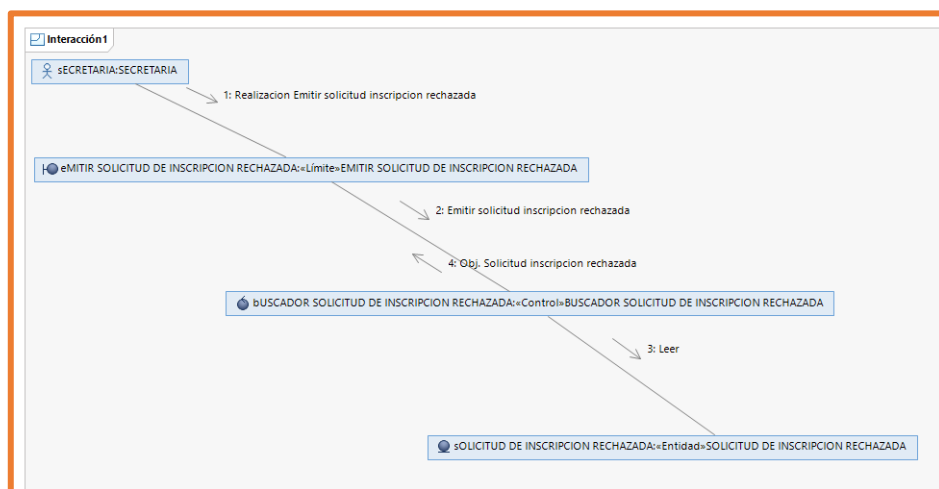 Interacción1
sECRETARIA:SECRETARIA
1: Realizacion Emitir solicitud inscripcion rechazada
eMITIR SOLICITUD DE INSCRIPCION RECHAZADA:«Límite»EMITIR SOLICITUD DE INSCRIPCION RECHAZADA
2: Emitir solicitud inscripcion rechazada
4: Obj. Solicitud inscripcion rechazada
bUSCADOR SOLICITUD DE INSCRIPCION RECHAZADA:«Control»BUSCADOR SOLICITUD DE INSCRIPCION RECHAZADA
3: Leer
sOLICITUD DE INSCRIPCION RECHAZADA:«Entidad»SOLICITUD DE INSCRIPCION RECHAZADA